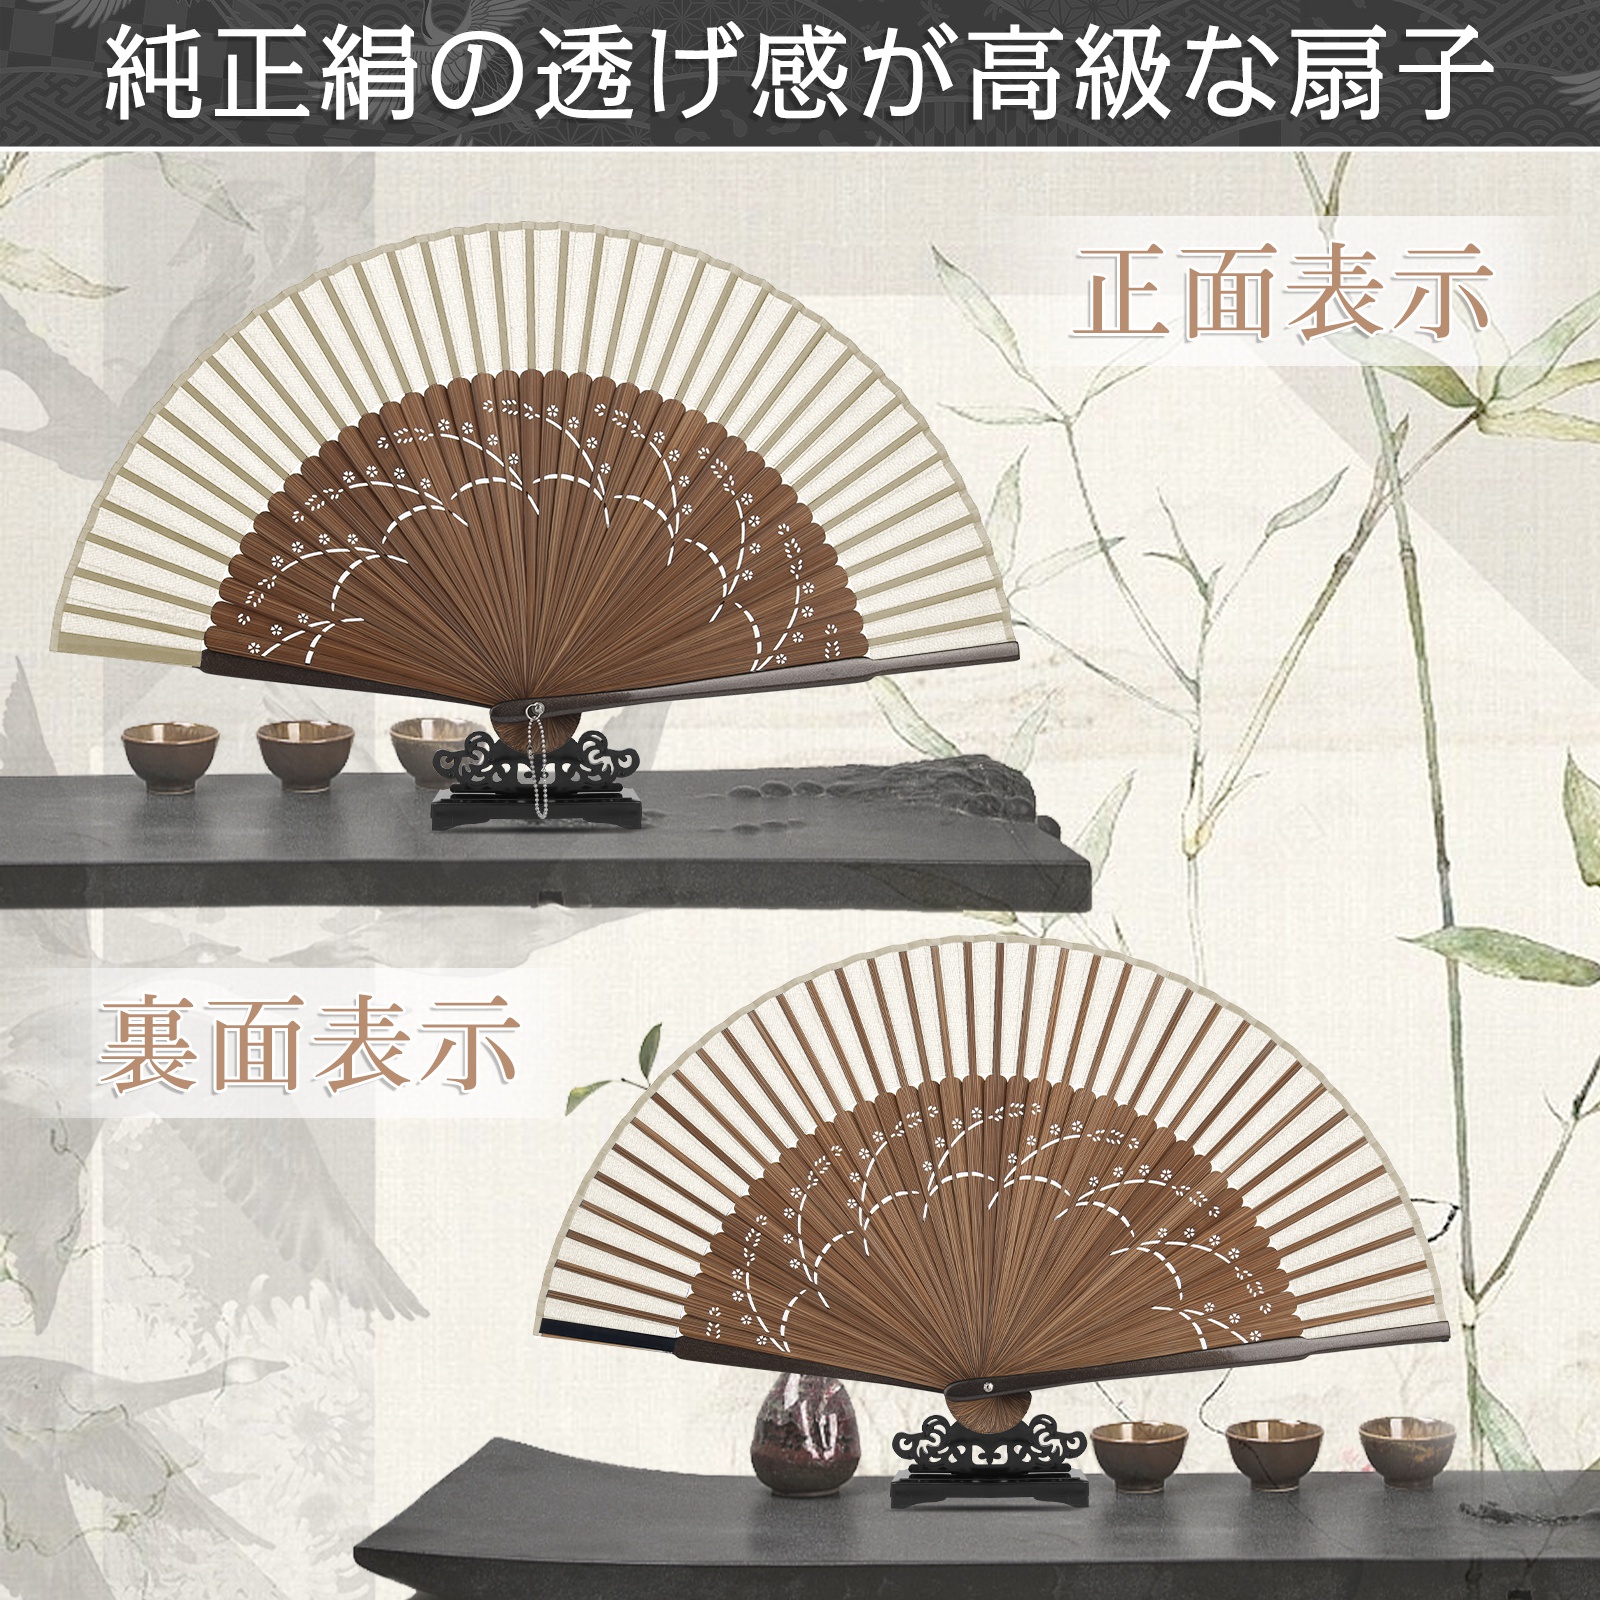 純正絹の透け感が高級な扇子
正面表示
裏面表示